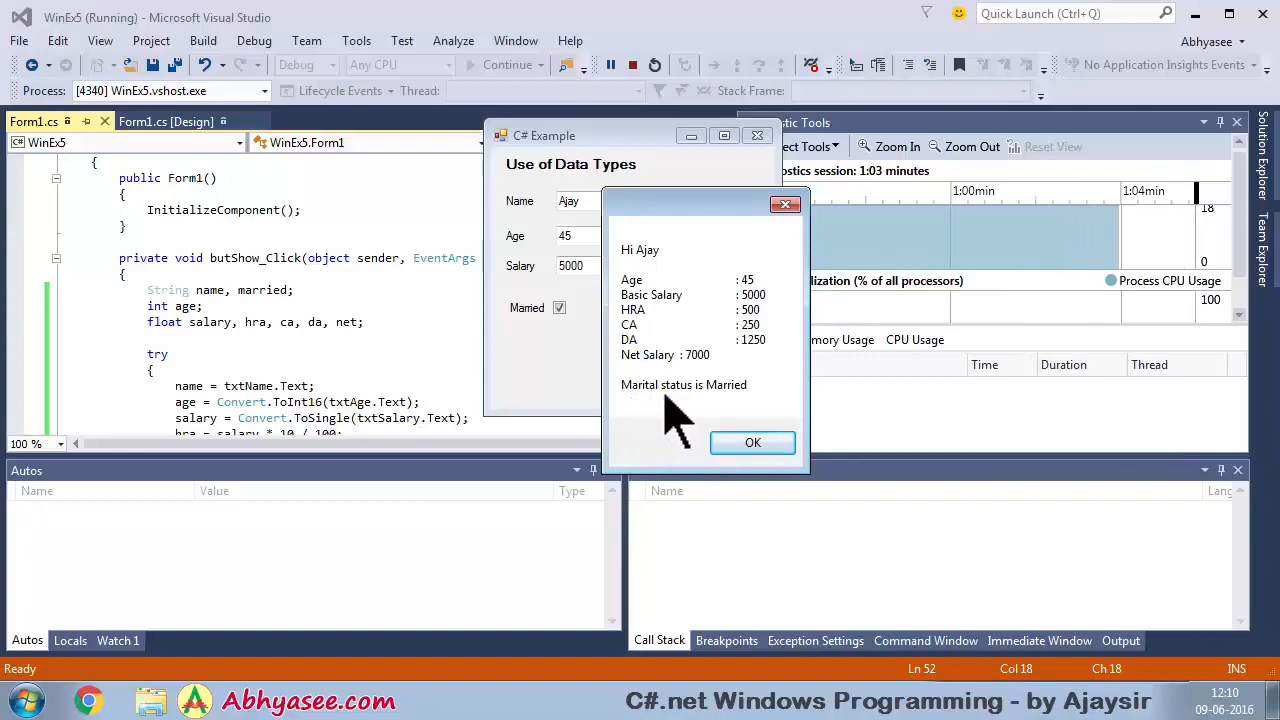 WinEx5 (Running) - Microsoft Visual Studio
Quick Launch (Ctrl+Q)
File Edit View Project Build Debug Team Tools Test Analyze Window Help
Abhyasee
Debug Any CPU Continue
No Application Insights Events
Process: [4340] WinEx5.vshost.exe Lifecycle Events Thread: Stack Frame:
Form1.cs Form1.cs [Design]
WinEx5 WinEx5.Form1
{
public Form1()
{
InitializeComponent();
}
private void butShow_Click(object sender, EventArgs
{
String name, married;
int age;
float salary, hra, ca, da, net;
try
{
name = txtName.Text;
age = Convert.ToInt16(txtAge.Text);
salary = Convert.ToSingle(txtSalary.Text);
hra = salary * 10 / 100;
100 %
C# Example
Use of Data Types
Name Ajay
Age 45
Salary 5000
Married
Hi Ajay
Age : 45
Basic Salary : 5000
HRA : 500
CA : 250
DA : 1250
Net Salary : 7000
Marital status is Married
OK
stic Tools
ect Tools Zoom In Zoom Out Reset View
ostics session: 1:03 minutes
1:00min 1:04min
18
0
lization (% of all processors) Process CPU Usage
100
mory Usage CPU Usage
Time Duration Thread
Solution Explorer
Team Explorer
Autos
Name Value Type
Name Lang
Autos Locals Watch 1
Call Stack Breakpoints Exception Settings Command Window Immediate Window Output
Ready Ln 52 Col 18 Ch 18 INS
Abhyasee.com
C#.net Windows Programming - by Ajaysir
12:10
09-06-2016